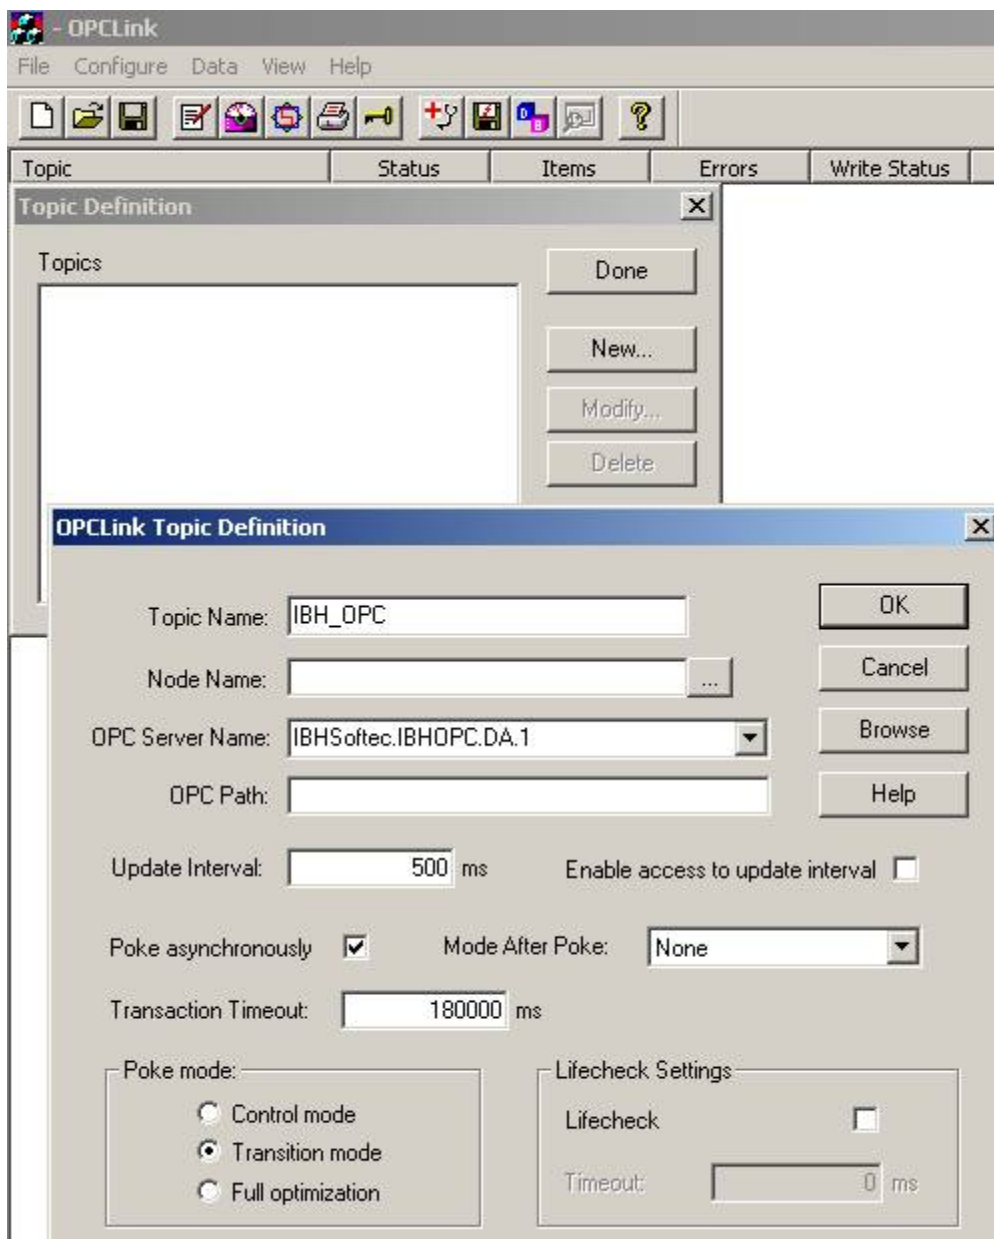 - OPCLink
File Configure Data View Help
Topic Status Items Errors Write Status
Topic Definition
Topics
Done
New...
Modify...
Delete
OPCLink Topic Definition
Topic Name: IBH_OPC
OK
Node Name: ...
Cancel
OPC Server Name: IBHSoftec.IBHOPC.DA.1
Browse
OPC Path:
Help
Update Interval: 500 ms Enable access to update interval
Poke asynchronously Mode After Poke: None
Transaction Timeout: 180000 ms
Poke mode: Lifecheck Settings
Control mode
Lifecheck
Transition mode
Timeout: 0 ms
Full optimization